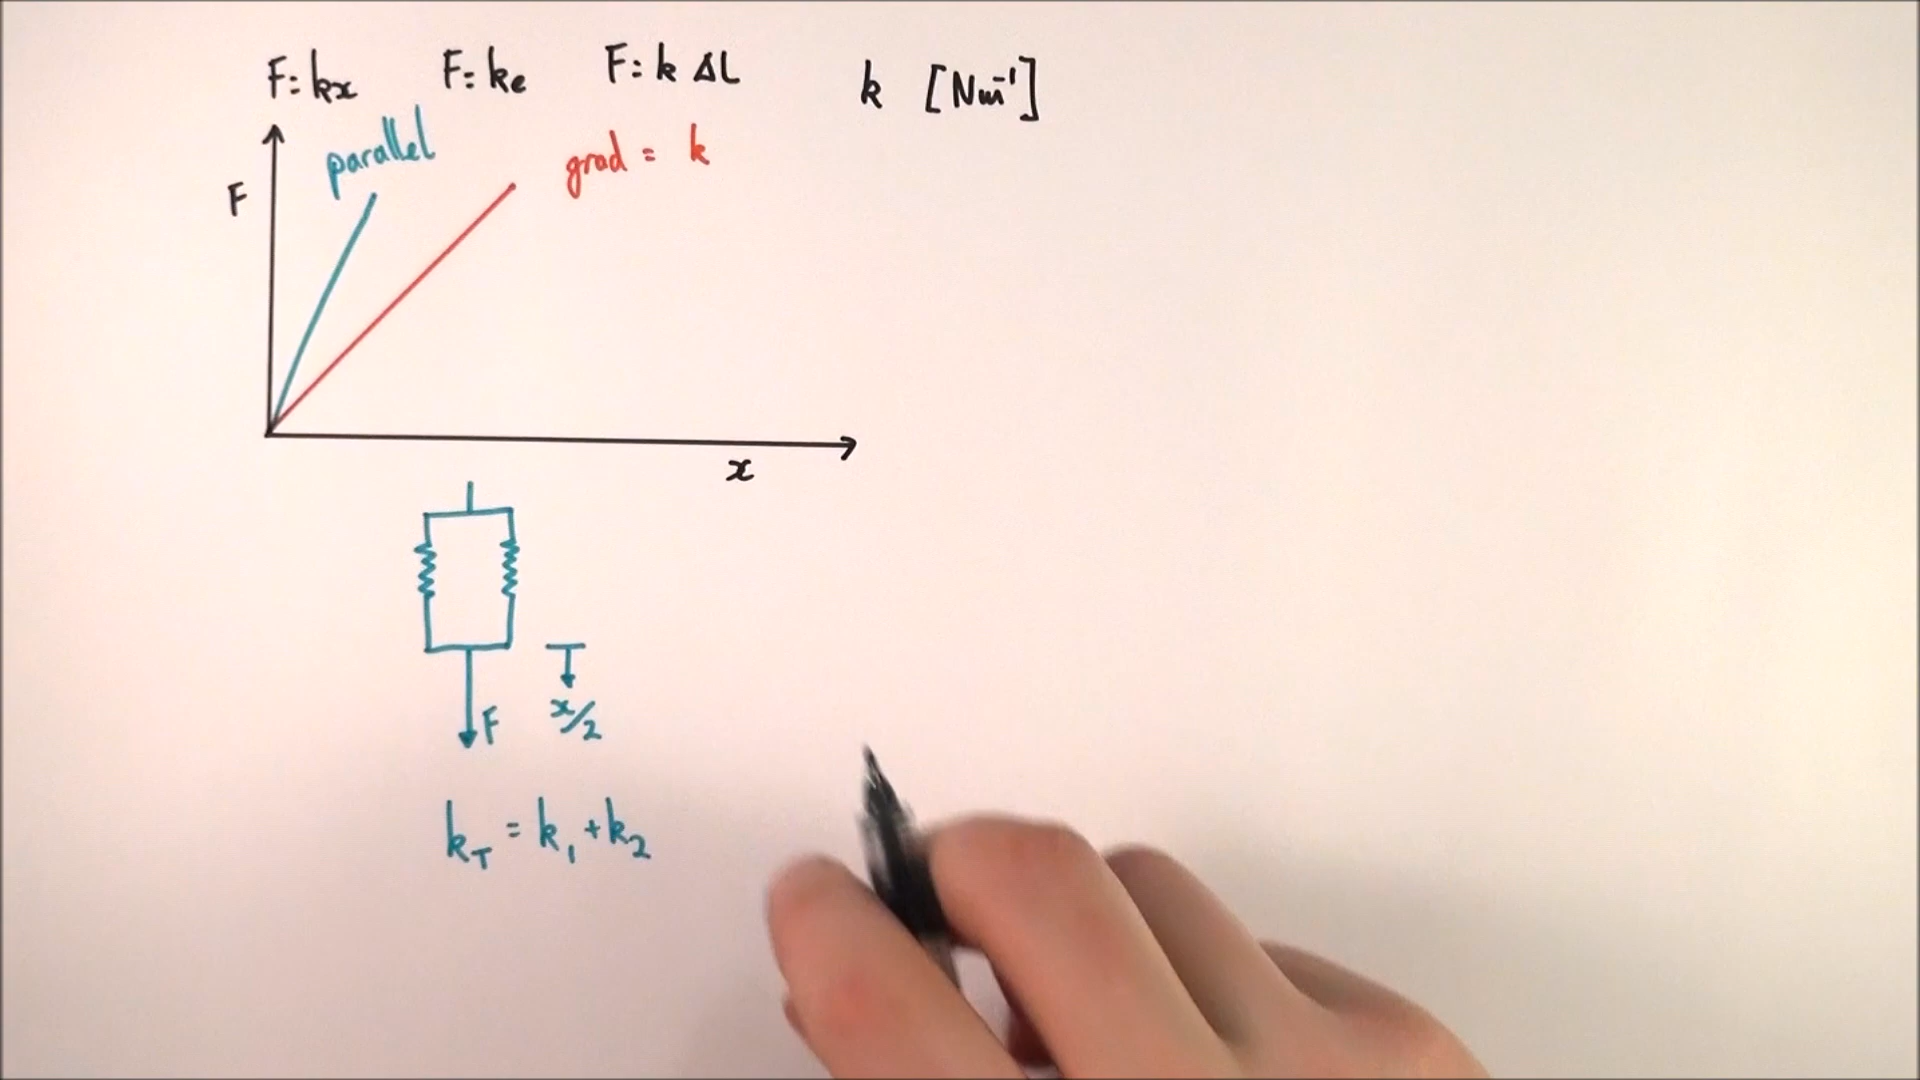 F = kx F = ke F = k ΔL k [Nm⁻¹]
parallel grad = k
F
x
F x/2
k_T = k_1 + k_2